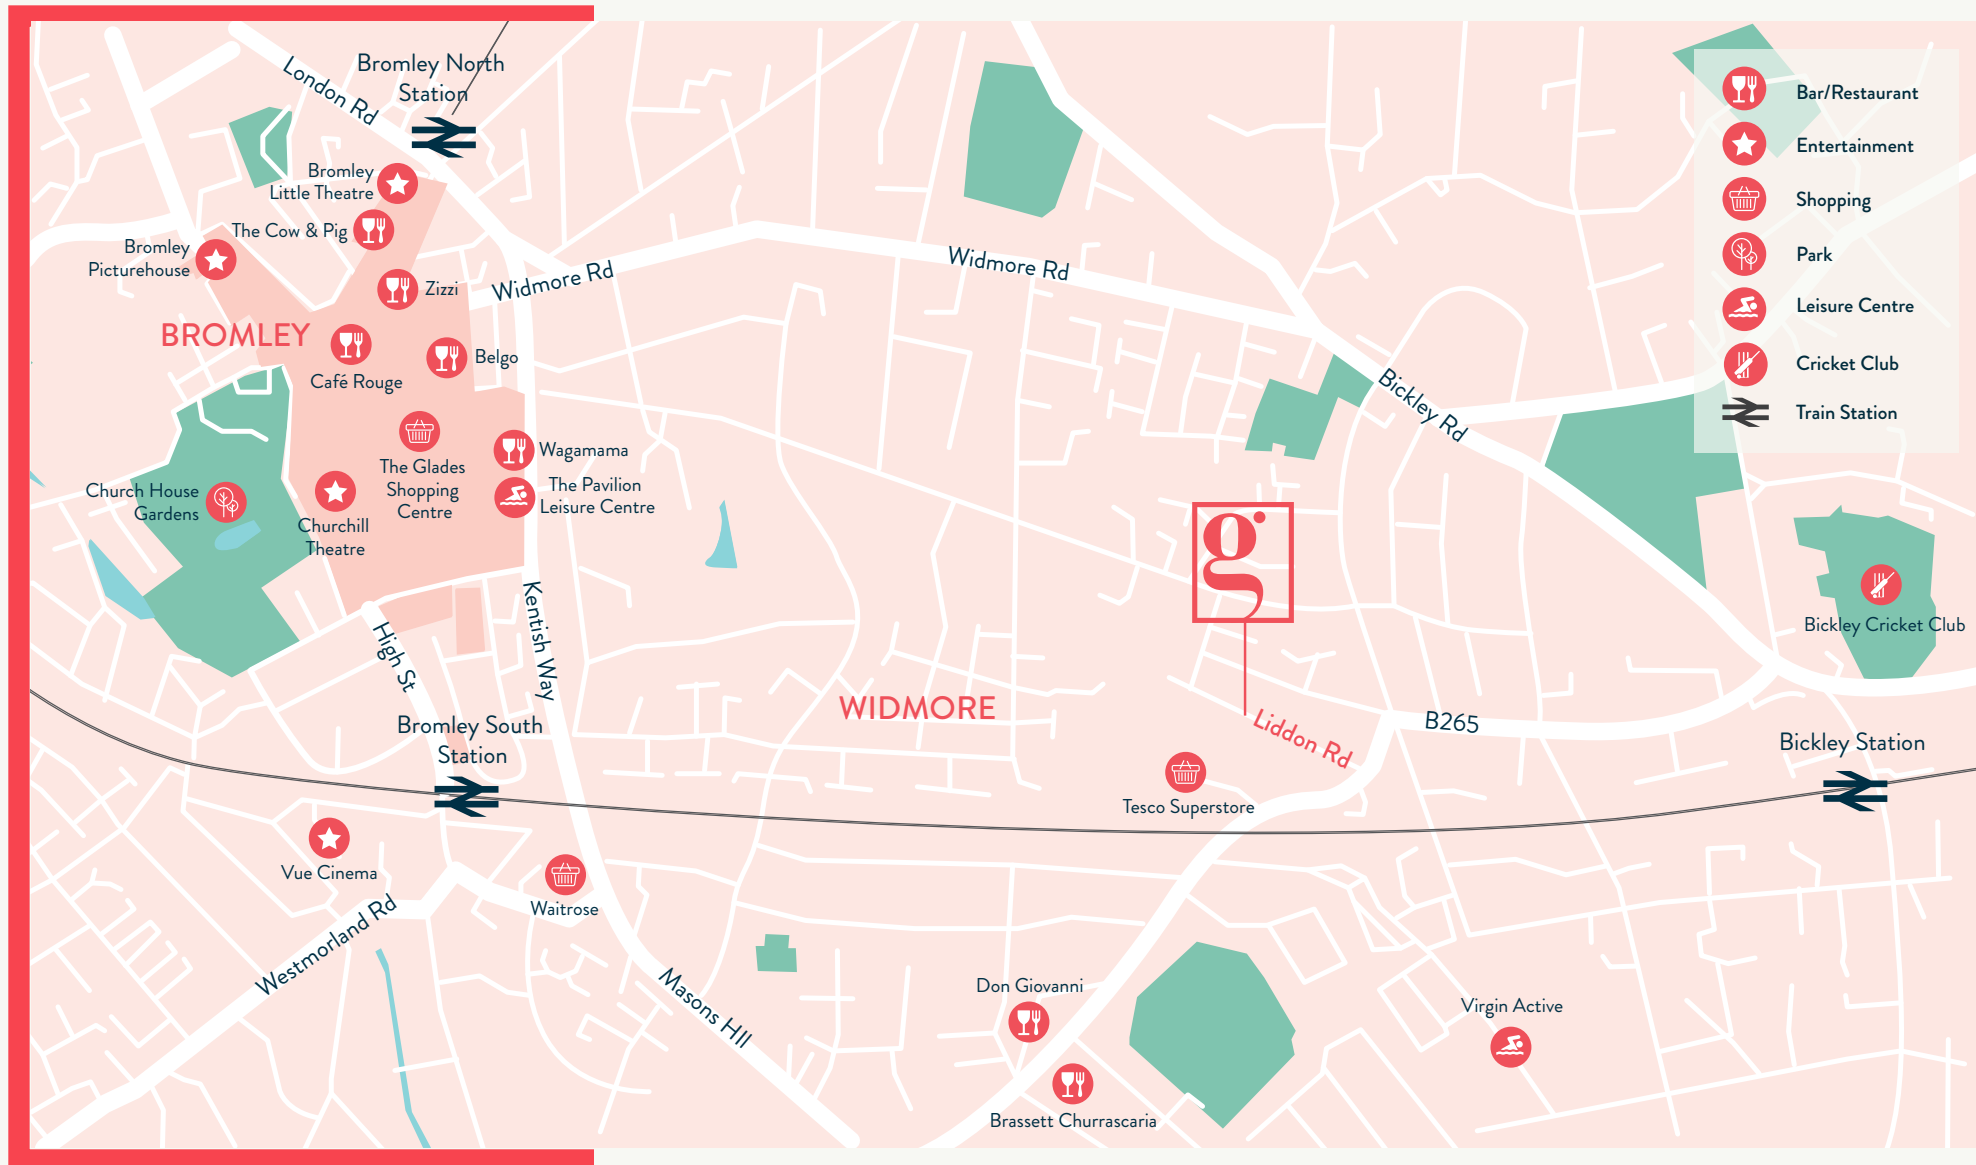 London Rd
Bromley North
Station
Bromley
Little Theatre
The Cow & Pig
Bromley
Picturehouse
Zizzi
Widmore Rd
Widmore Rd
BROMLEY
Café Rouge
Belgo
Bickley Rd
The Glades
Shopping
Centre
Wagamama
The Pavilion
Leisure Centre
Church House
Gardens
Churchill
Theatre
g
Kentish Way
High St
Bickley Cricket Club
WIDMORE
Liddon Rd
B265
Bromley South
Station
Bickley Station
Tesco Superstore
Vue Cinema
Waitrose
Westmorland Rd
Masons HIll
Don Giovanni
Brassett Churrascaria
Virgin Active
Bar/Restaurant
Entertainment
Shopping
Park
Leisure Centre
Cricket Club
Train Station